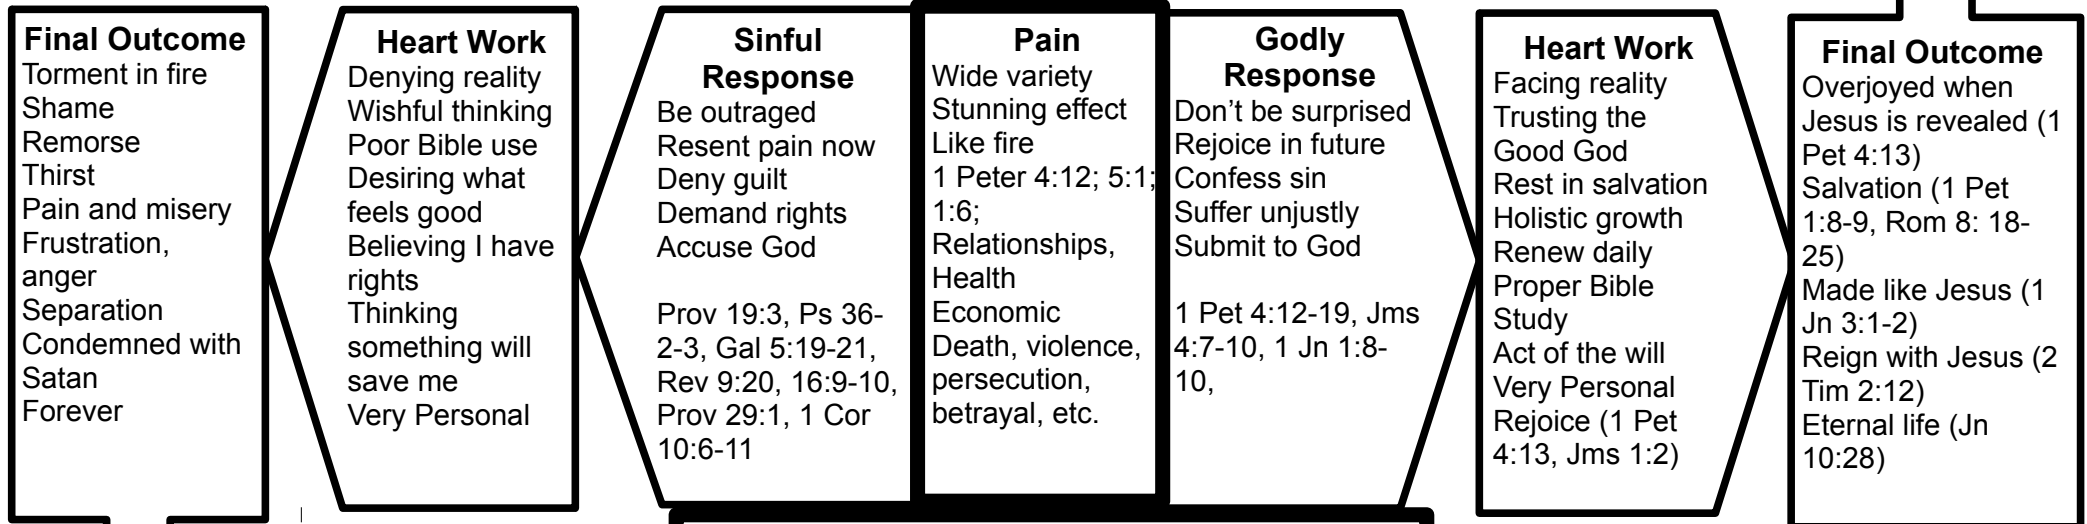 Final Outcome
Torment in fire
Shame
Remorse
Thirst
Pain and misery
Frustration,
anger
Separation
Condemned with
Satan
Forever
Heart Work
Denying reality
Wishful thinking
Poor Bible use
Desiring what
feels good
Believing I have
rights
Thinking
something will
save me
Very Personal
Sinful
Response
Be outraged
Resent pain now
Deny guilt
Demand rights
Accuse God
Prov 19:3, Ps 36-
2-3, Gal 5:19-21,
Rev 9:20, 16:9-10,
Prov 29:1, 1 Cor
10:6-11
Pain
Wide variety
Stunning effect
Like fire
1 Peter 4:12; 5:1;
1:6;
Relationships,
Health
Economic
Death, violence,
persecution,
betrayal, etc.
Godly
Response
Don’t be surprised
Rejoice in future
Confess sin
Suffer unjustly
Submit to God
1 Pet 4:12-19, Jms
4:7-10, 1 Jn 1:8-
10,
Heart Work
Facing reality
Trusting the
Good God
Rest in salvation
Holistic growth
Renew daily
Proper Bible
Study
Act of the will
Very Personal
Rejoice (1 Pet
4:13, Jms 1:2)
Final Outcome
Overjoyed when
Jesus is revealed (1
Pet 4:13)
Salvation (1 Pet
1:8-9, Rom 8: 18-
25)
Made like Jesus (1
Jn 3:1-2)
Reign with Jesus (2
Tim 2:12)
Eternal life (Jn
10:28)